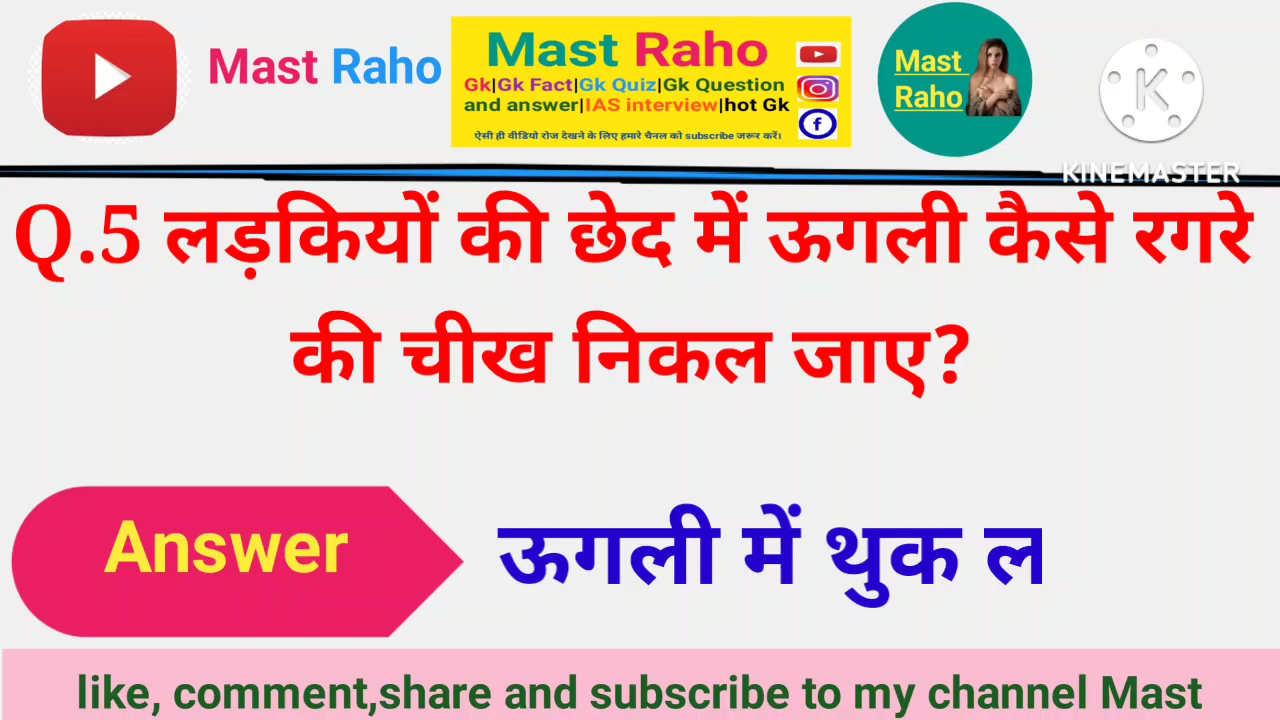 Mast Raho
Mast Raho
Gk|Gk Fact|Gk Quiz|Gk Question
and answer|IAS interview|hot Gk
ऐसी ही वीडियो रोज देखने के लिए हमारे चैनल को subscribe जरूर करें।
Mast
Raho
K
KINEMASTER
Q.5 लड़कियों की छेद में ऊगली कैसे रगरे
की चीख निकल जाए?
Answer
ऊगली में थुक ल
like, comment,share and subscribe to my channel Mast